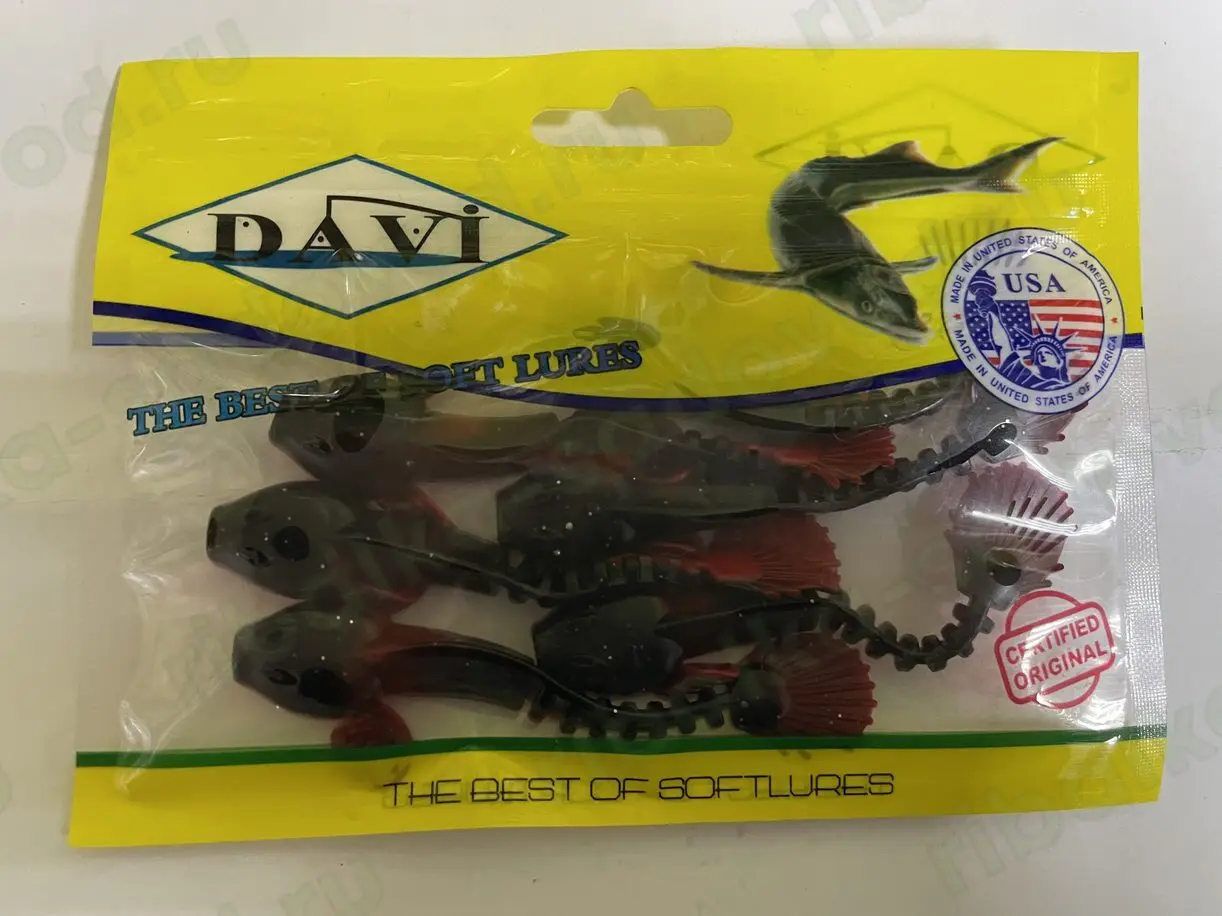 DAVİ
MADE IN UNITED STATES OF AMERICA
USA
MADE IN UNITED STATES OF AMERICA
THE BEST OF SOFT LURES
CERTIFIED
ORIGINAL
THE BEST OF SOFTLURES